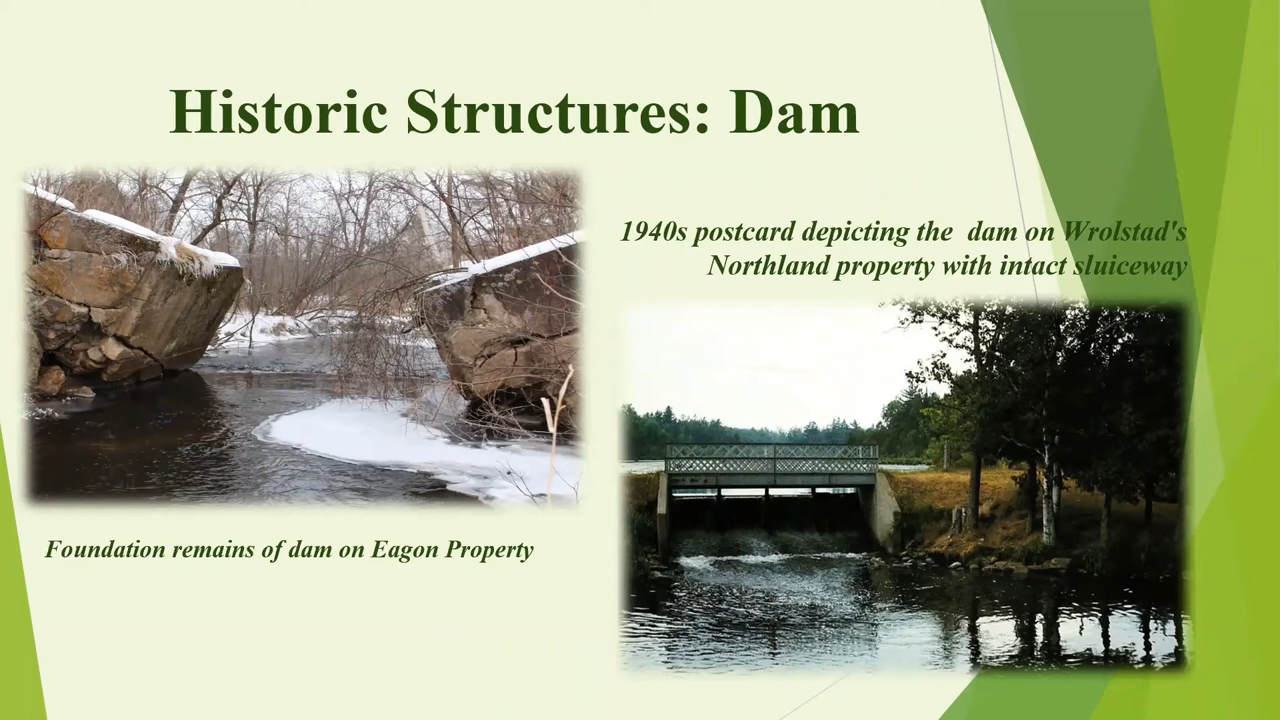 Historic Structures: Dam
1940s postcard depicting the  dam on Wrolstad's
Northland property with intact sluiceway
Foundation remains of dam on Eagon Property